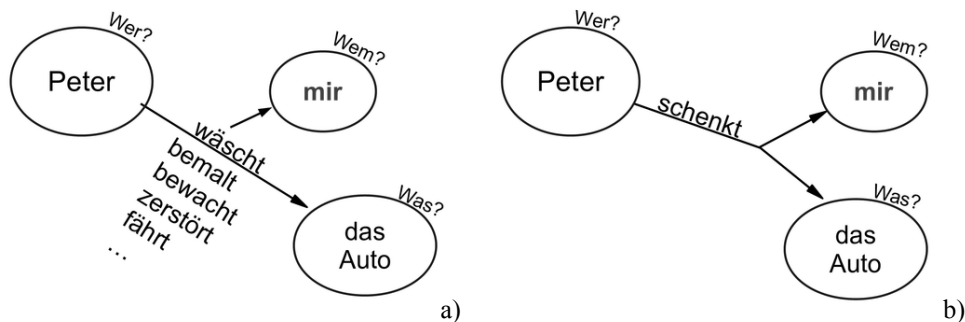 Wer?
Peter
Wem?
mir
wäscht
bemalt
bewacht
zerstört
fährt
...
Was?
das
Auto
a)
Wer?
Peter
Wem?
mir
schenkt
Was?
das
Auto
b)